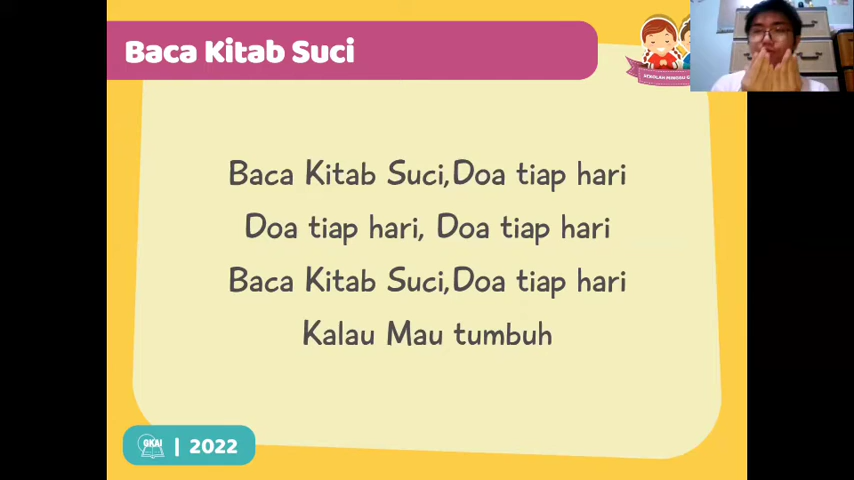 Baca Kitab Suci
Baca Kitab Suci,Doa tiap hari
Doa tiap hari, Doa tiap hari
Baca Kitab Suci,Doa tiap hari
Kalau Mau tumbuh
GKAI | 2022